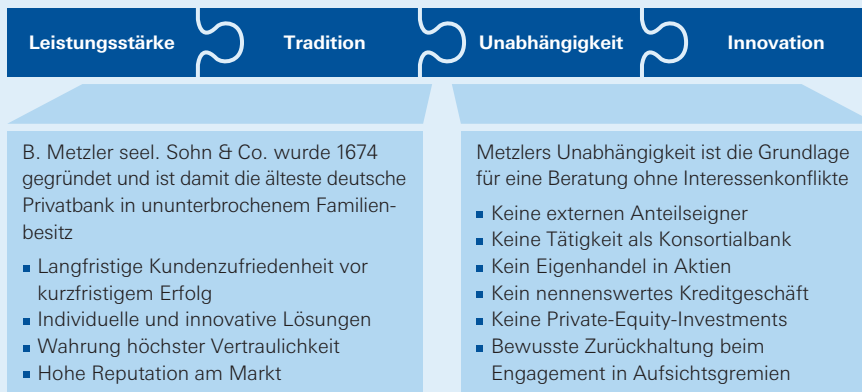 Leistungsstärke
Tradition
Unabhängigkeit
Innovation
B. Metzler seel. Sohn & Co. wurde 1674
gegründet und ist damit die älteste deutsche
Privatbank in ununterbrochenem Familien-
besitz
▪ Langfristige Kundenzufriedenheit vor
kurzfristigem Erfolg
▪ Individuelle und innovative Lösungen
▪ Wahrung höchster Vertraulichkeit
▪ Hohe Reputation am Markt
Metzlers Unabhängigkeit ist die Grundlage
für eine Beratung ohne Interessenkonflikte
▪ Keine externen Anteilseigner
▪ Keine Tätigkeit als Konsortialbank
▪ Kein Eigenhandel in Aktien
▪ Kein nennenswertes Kreditgeschäft
▪ Keine Private-Equity-Investments
▪ Bewusste Zurückhaltung beim
Engagement in Aufsichtsgremien